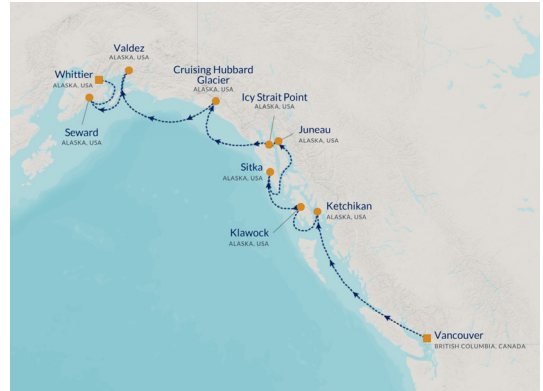 Valdez
ALASKA, USA
Whittier
ALASKA, USA
Cruising Hubbard
Glacier
ALASKA, USA
Icy Strait Point
ALASKA, USA
Juneau
ALASKA, USA
Seward
ALASKA, USA
Sitka
ALASKA, USA
Ketchikan
ALASKA, USA
Klawock
ALASKA, USA
Vancouver
BRITISH COLUMBIA, CANADA